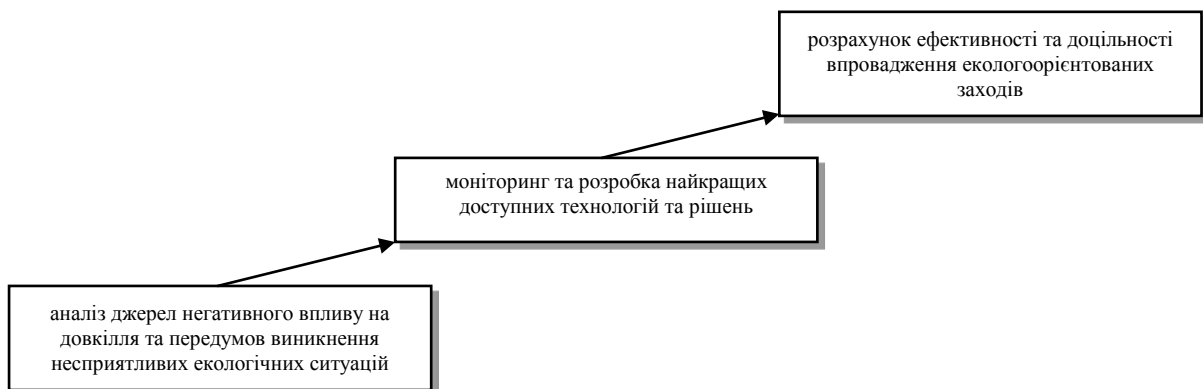 розрахунок ефективності та доцільності
впровадження екологоорієнтованих
заходів
моніторинг та розробка найкращих
доступних технологій та рішень
аналіз джерел негативного впливу на
довкілля та передумов виникнення
несприятливих екологічних ситуацій